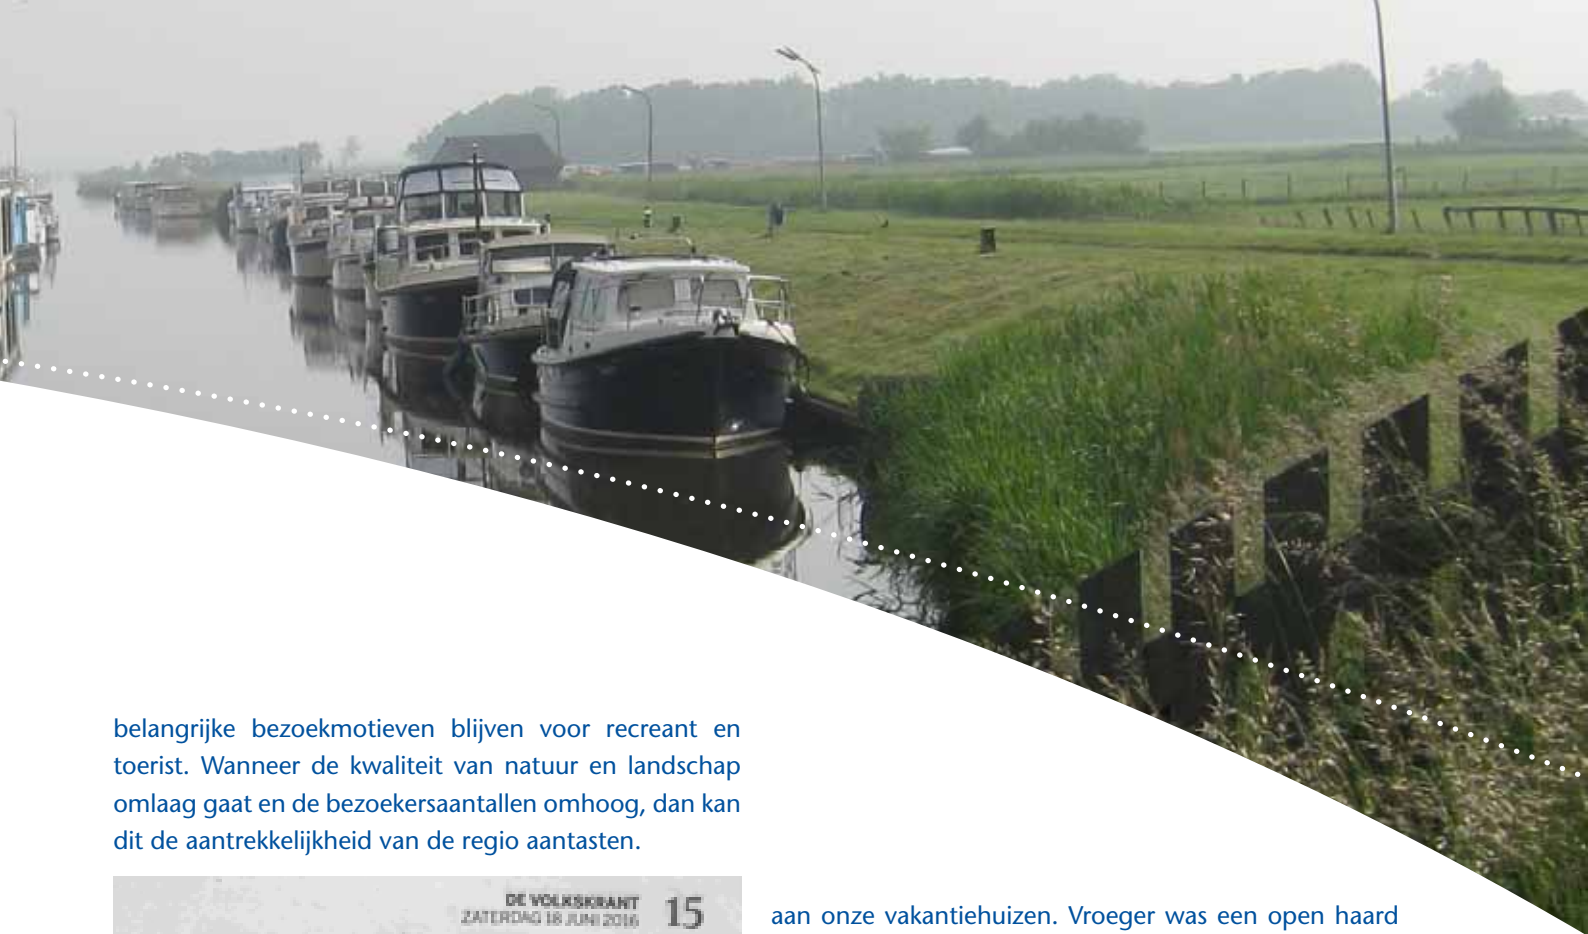 belangrijke bezoekmotieven blijven voor recreant en
toerist. Wanneer de kwaliteit van natuur en landschap
omlaag gaat en de bezoekersaantallen omhoog, dan kan
dit de aantrekkelijkheid van de regio aantasten.
DE VOLKSKRANT
ZATERDAG 18 JUNI 2016
15
aan onze vakantiehuizen. Vroeger was een open haard